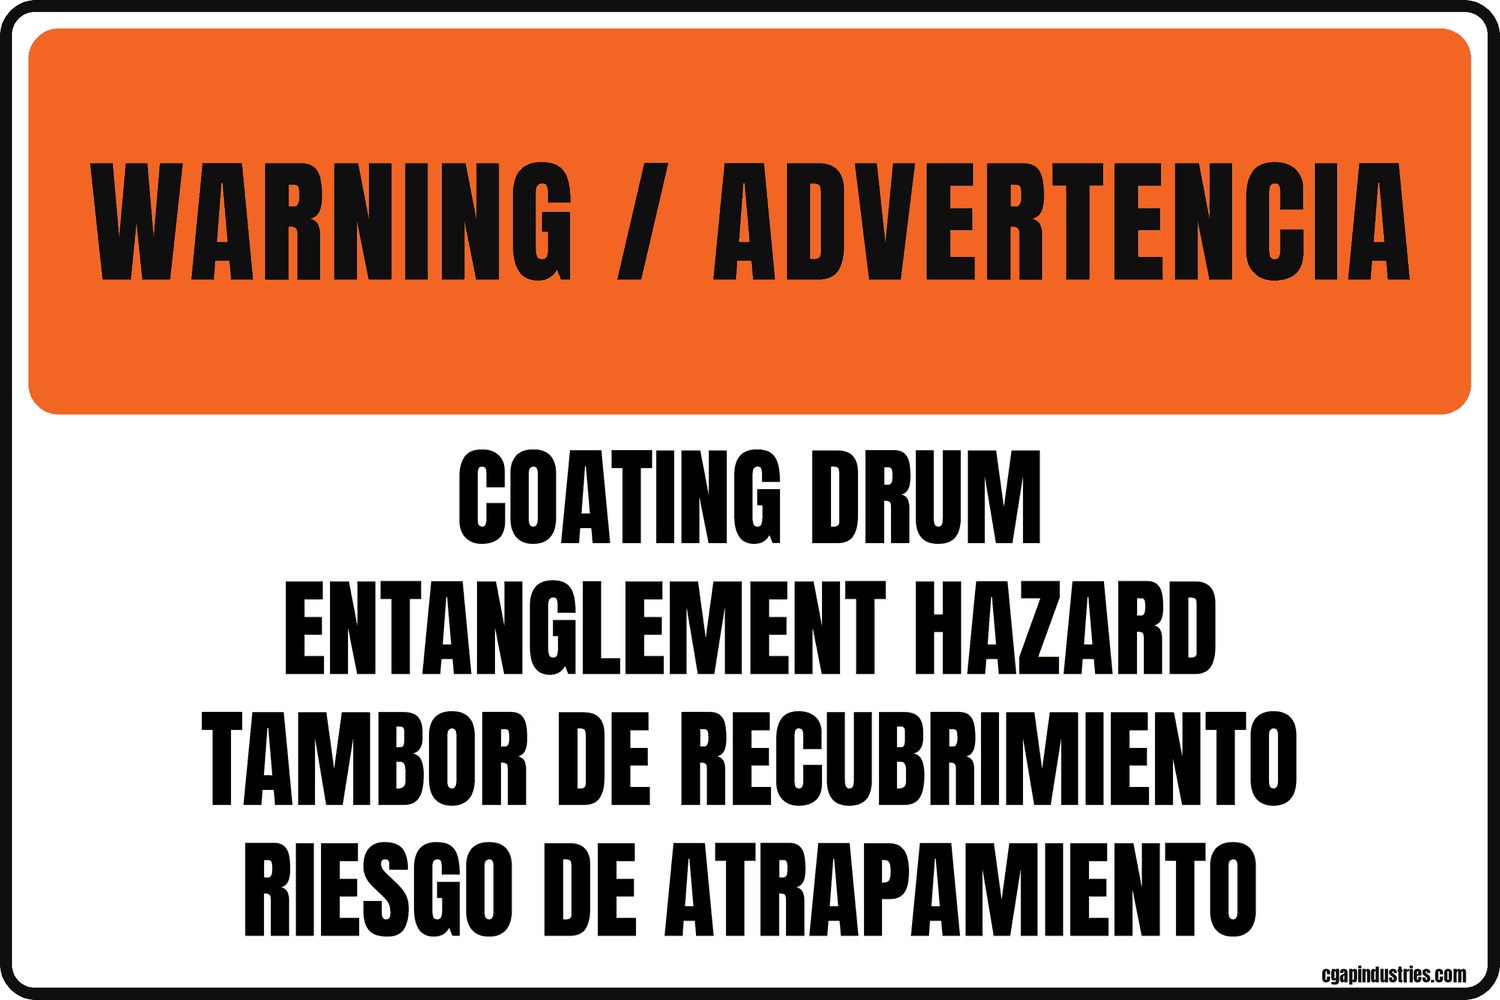 WARNING / ADVERTENCIA
COATING DRUM
ENTANGLEMENT HAZARD
TAMBOR DE RECUBRIMIENTO
RIESGO DE ATRAPAMIENTO
cgapindustries.com